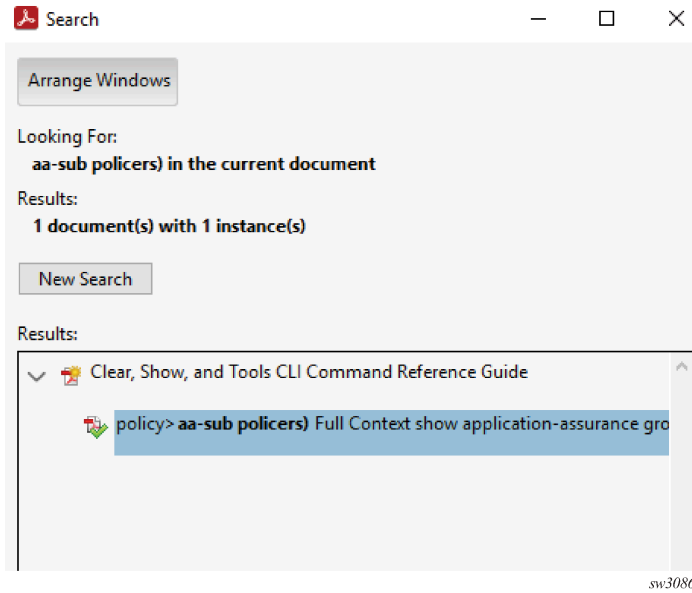 Search
Arrange Windows
Looking For:
aa-sub policers) in the current document
Results:
1 document(s) with 1 instance(s)
New Search
Results:
Clear, Show, and Tools CLI Command Reference Guide
policy> aa-sub policers) Full Context show application-assurance gro
sw3086